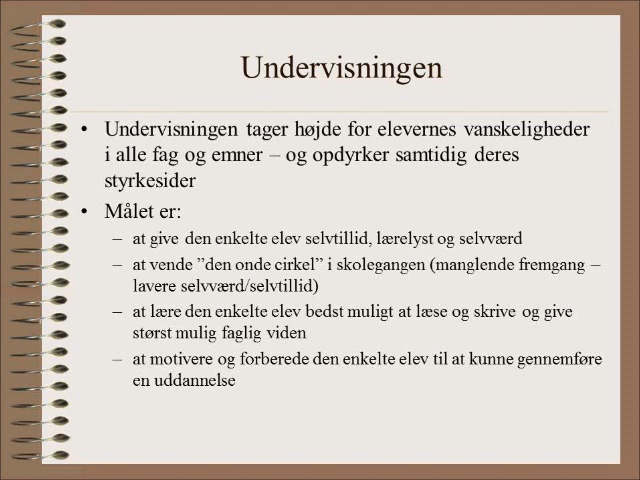 Undervisningen
• Undervisningen tager højde for elevernes vanskeligheder
i alle fag og emner – og opdyrker samtidig deres
styrkesider
• Målet er:
– at give den enkelte elev selvtillid, lærelyst og selvværd
– at vende ”den onde cirkel” i skolegangen (manglende fremgang –
lavere selvværd/selvtillid)
– at lære den enkelte elev bedst muligt at læse og skrive og give
størst mulig faglig viden
– at motivere og forberede den enkelte elev til at kunne gennemføre
en uddannelse